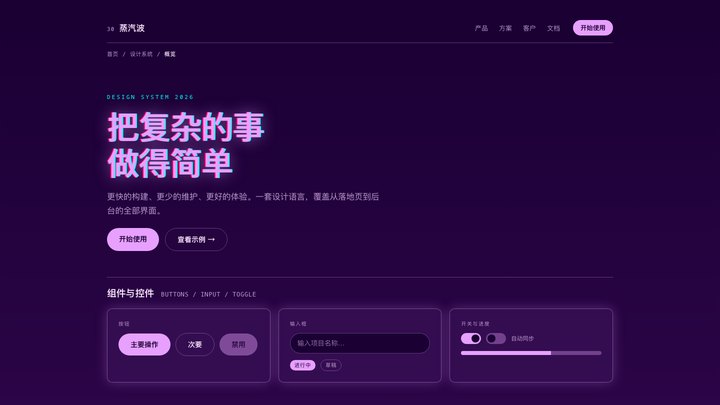 30 蒸汽波
产品 方案 客户 文档 开始使用
首页 / 设计系统 / 概览
DESIGN SYSTEM 2026
把复杂的事
做得简单
更快的构建、更少的维护、更好的体验。一套设计语言，覆盖从落地页到后
台的全部界面。
开始使用 查看示例 →
组件与控件 BUTTONS / INPUT / TOGGLE
按钮
主要操作 次要 禁用
输入框
输入项目名称…
进行中 草稿
开关与进度
自动同步